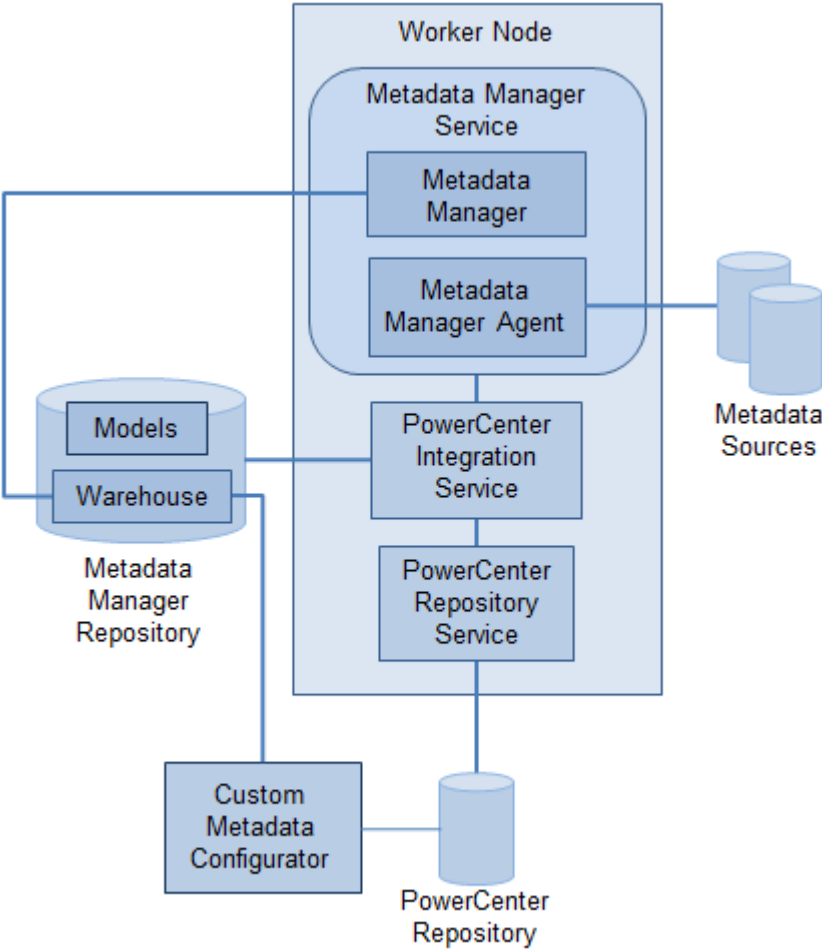 Worker Node
Metadata Manager
Service
Metadata
Manager
Metadata
Manager Agent
Metadata
Sources
Models
Warehouse
Metadata
Manager
Repository
PowerCenter
Integration
Service
PowerCenter
Repository
Service
Custom
Metadata
Configurator
PowerCenter
Repository